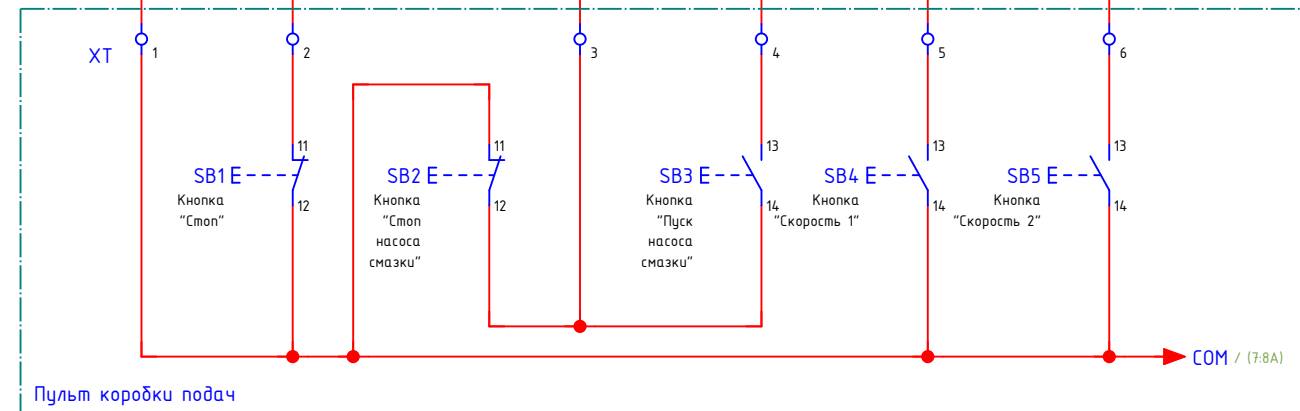 XT
1
2
3
4
5
6
11
11
13
13
13
SB1
SB2
SB3
SB4
SB5
Кнопка
"Стоп"
12
Кнопка
"Стоп
насоса
смазки"
12
Кнопка
"Пуск
насоса
смазки"
14
Кнопка
"Скорость 1"
14
Кнопка
"Скорость 2"
14
COM / (7:8A)
Пульт коробки подач